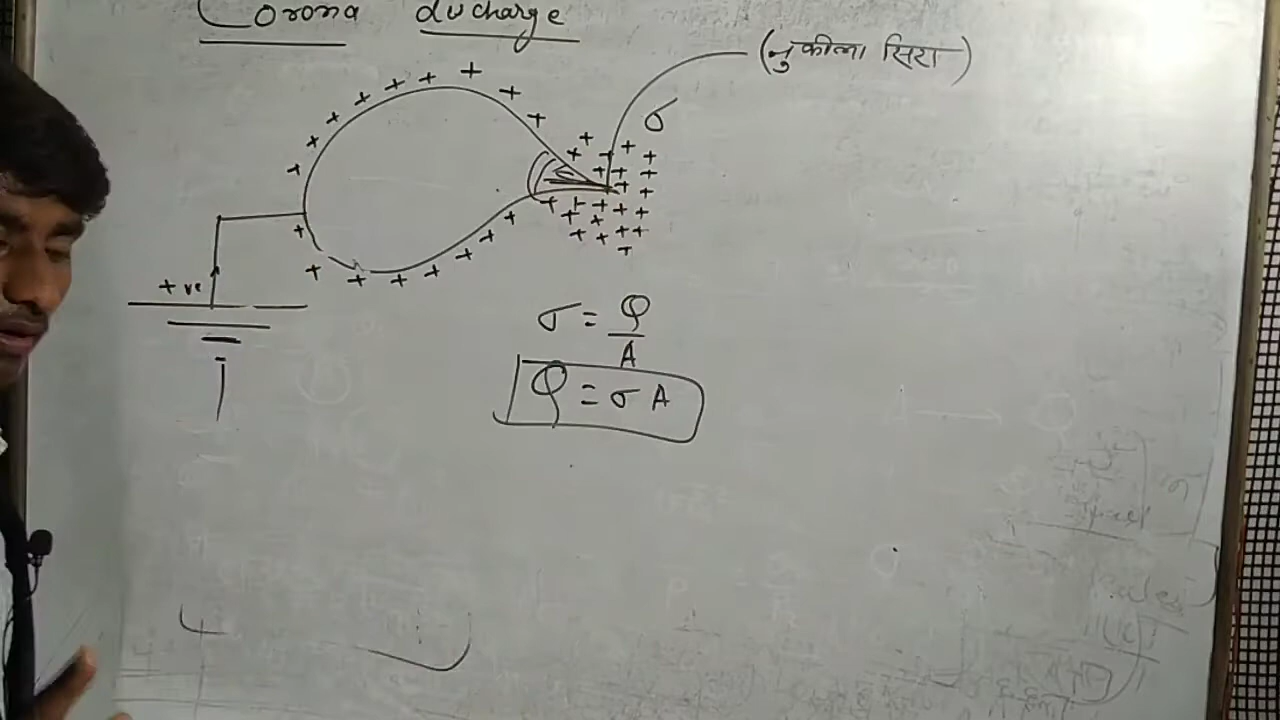 Corona discharge
(नुकीला सिरा)
σ
+ve
σ = Q/A
Q = σ A